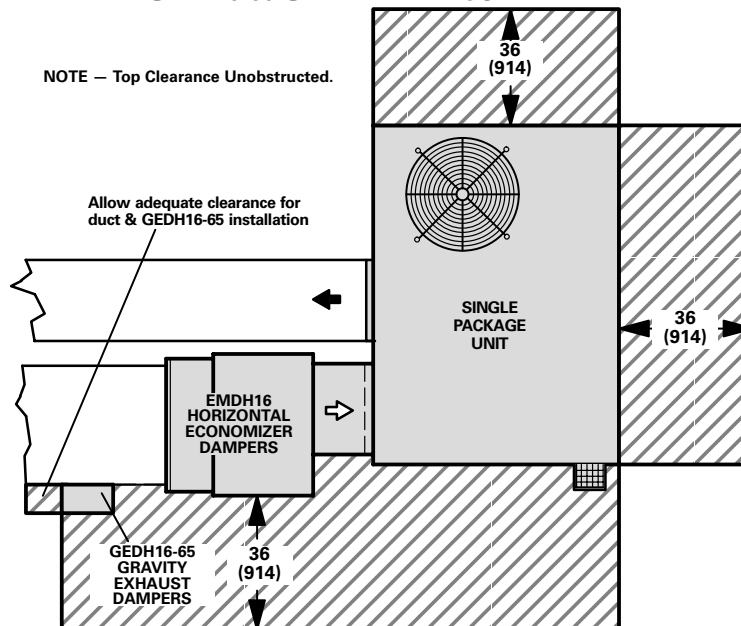 36
(914)
NOTE — Top Clearance Unobstructed.
Allow adequate clearance for
duct & GEDH16-65 installation
SINGLE
PACKAGE
UNIT
36
(914)
EMDH16
HORIZONTAL
ECONOMIZER
DAMPERS
GEDH16-65
GRAVITY
EXHAUST
DAMPERS
36
(914)